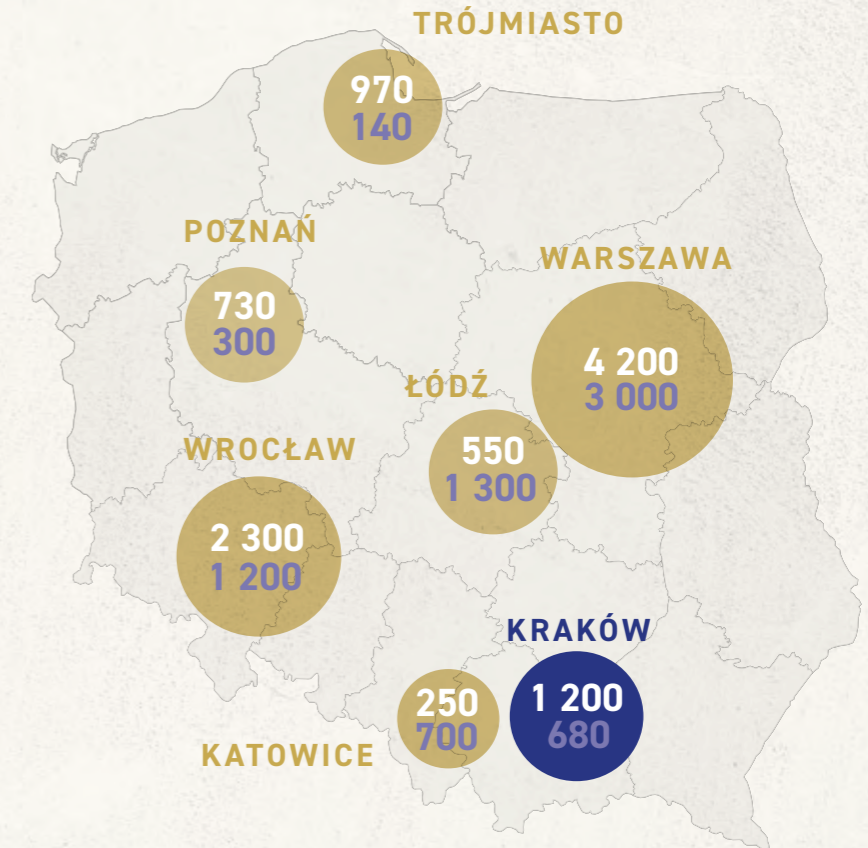 TRÓJMIASTO
970
140
POZNAŃ
730
300
WARSZAWA
4 200
3 000
ŁÓDŹ
550
1 300
WROCŁAW
2 300
1 200
KRAKÓW
1 200
680
KATOWICE
250
700